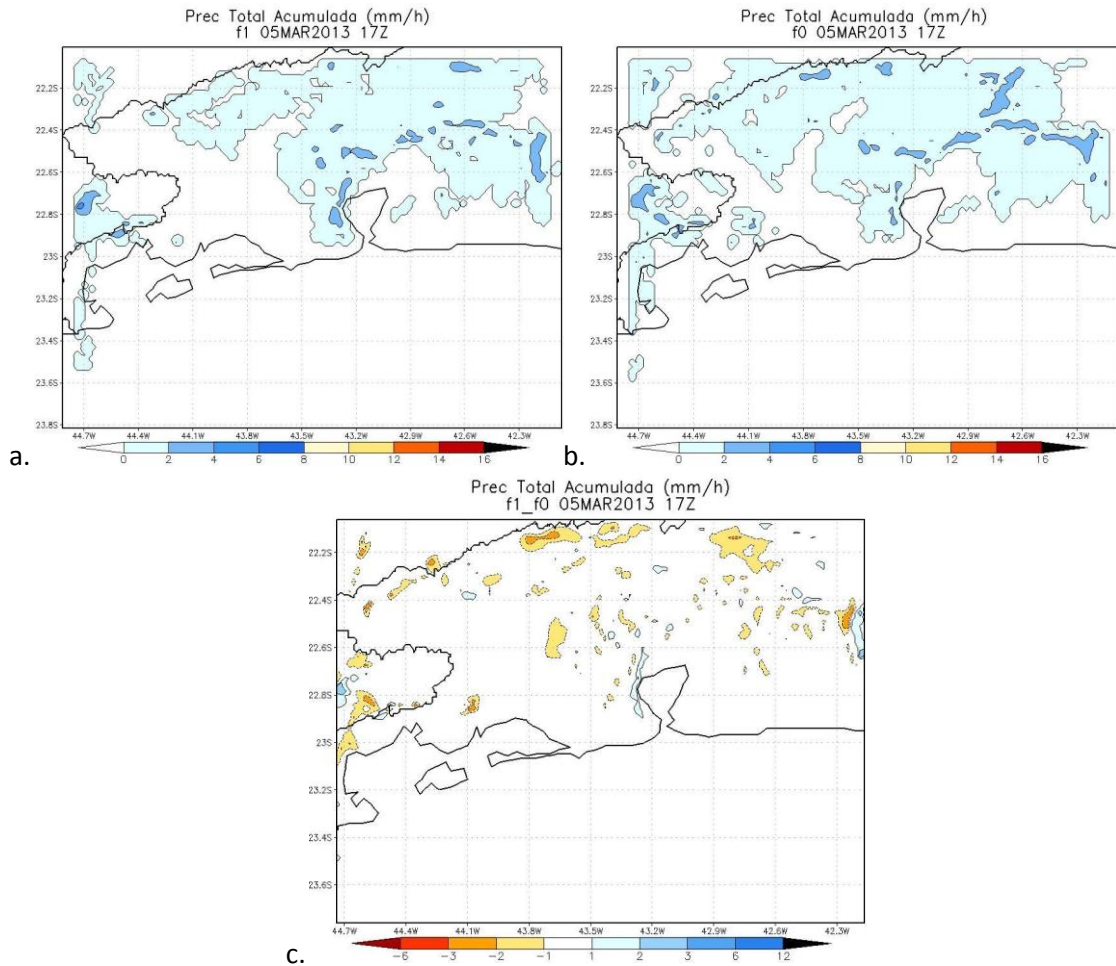 Prec Total Acumulada (mm/h)
f1 05MAR2013 17Z
22.2S
22.4S
22.6S
22.8S
23S
23.2S
23.4S
23.6S
23.8S
44.7W 44.4W 44.1W 43.8W 43.5W 43.2W 42.9W 42.6W 42.3W
0 2 4 6 8 10 12 14 16
a.
Prec Total Acumulada (mm/h)
f0 05MAR2013 17Z
22.2S
22.4S
22.6S
22.8S
23S
23.2S
23.4S
23.6S
23.8S
44.7W 44.4W 44.1W 43.8W 43.5W 43.2W 42.9W 42.6W 42.3W
0 2 4 6 8 10 12 14 16
b.
Prec Total Acumulada (mm/h)
f1_f0 05MAR2013 17Z
22.2S
22.4S
22.6S
22.8S
23S
23.2S
23.4S
23.6S
44.7W 44.4W 44.1W 43.8W 43.5W 43.2W 42.9W 42.6W 42.3W
-6 -3 -2 -1 1 2 3 6 12
c.